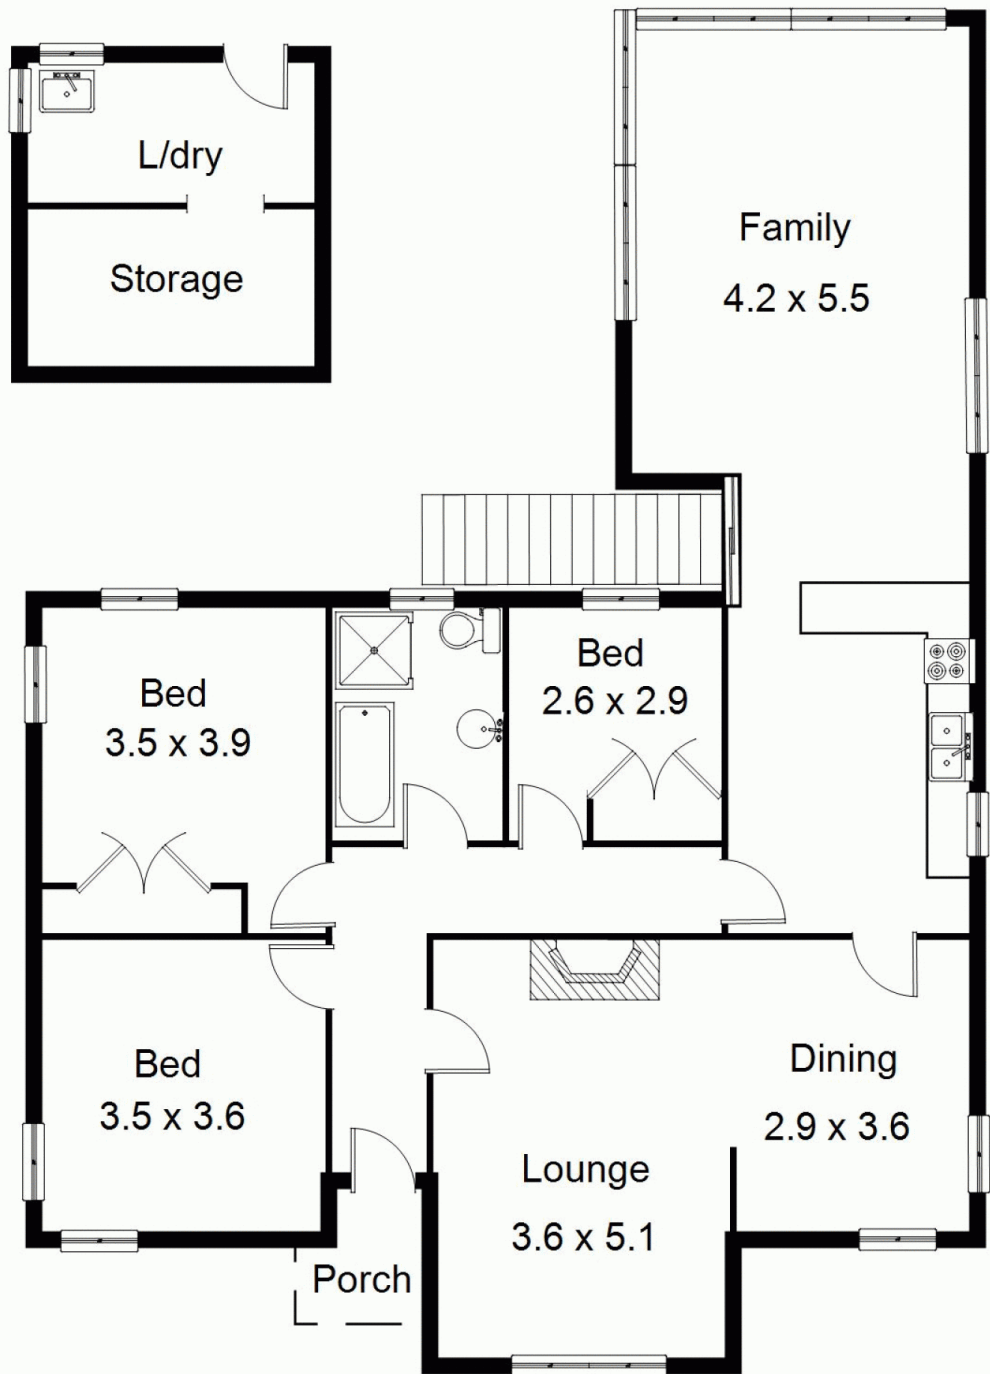 L/dry
Storage
Family
4.2 x 5.5
Bed
3.5 x 3.9
Bed
2.6 x 2.9
Bed
3.5 x 3.6
Dining
2.9 x 3.6
Lounge
3.6 x 5.1
Porch